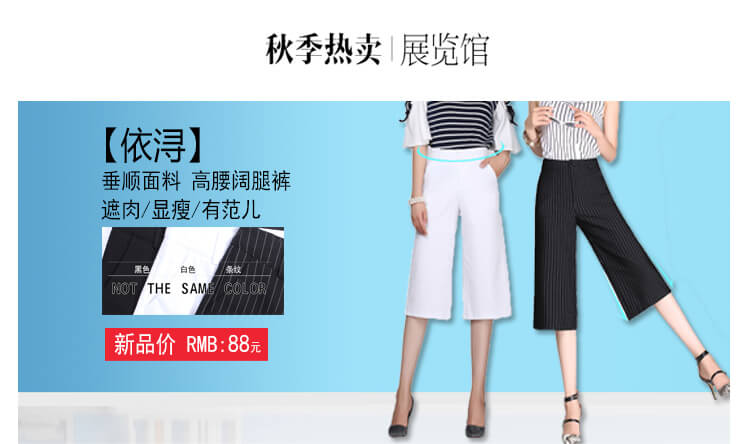 秋季热卖|展览馆
【依浔】
垂顺面料 高腰阔腿裤
遮肉/显瘦/有范儿
黑色 白色 条纹
NOT THE SAME COLOR
新品价 RMB:88元